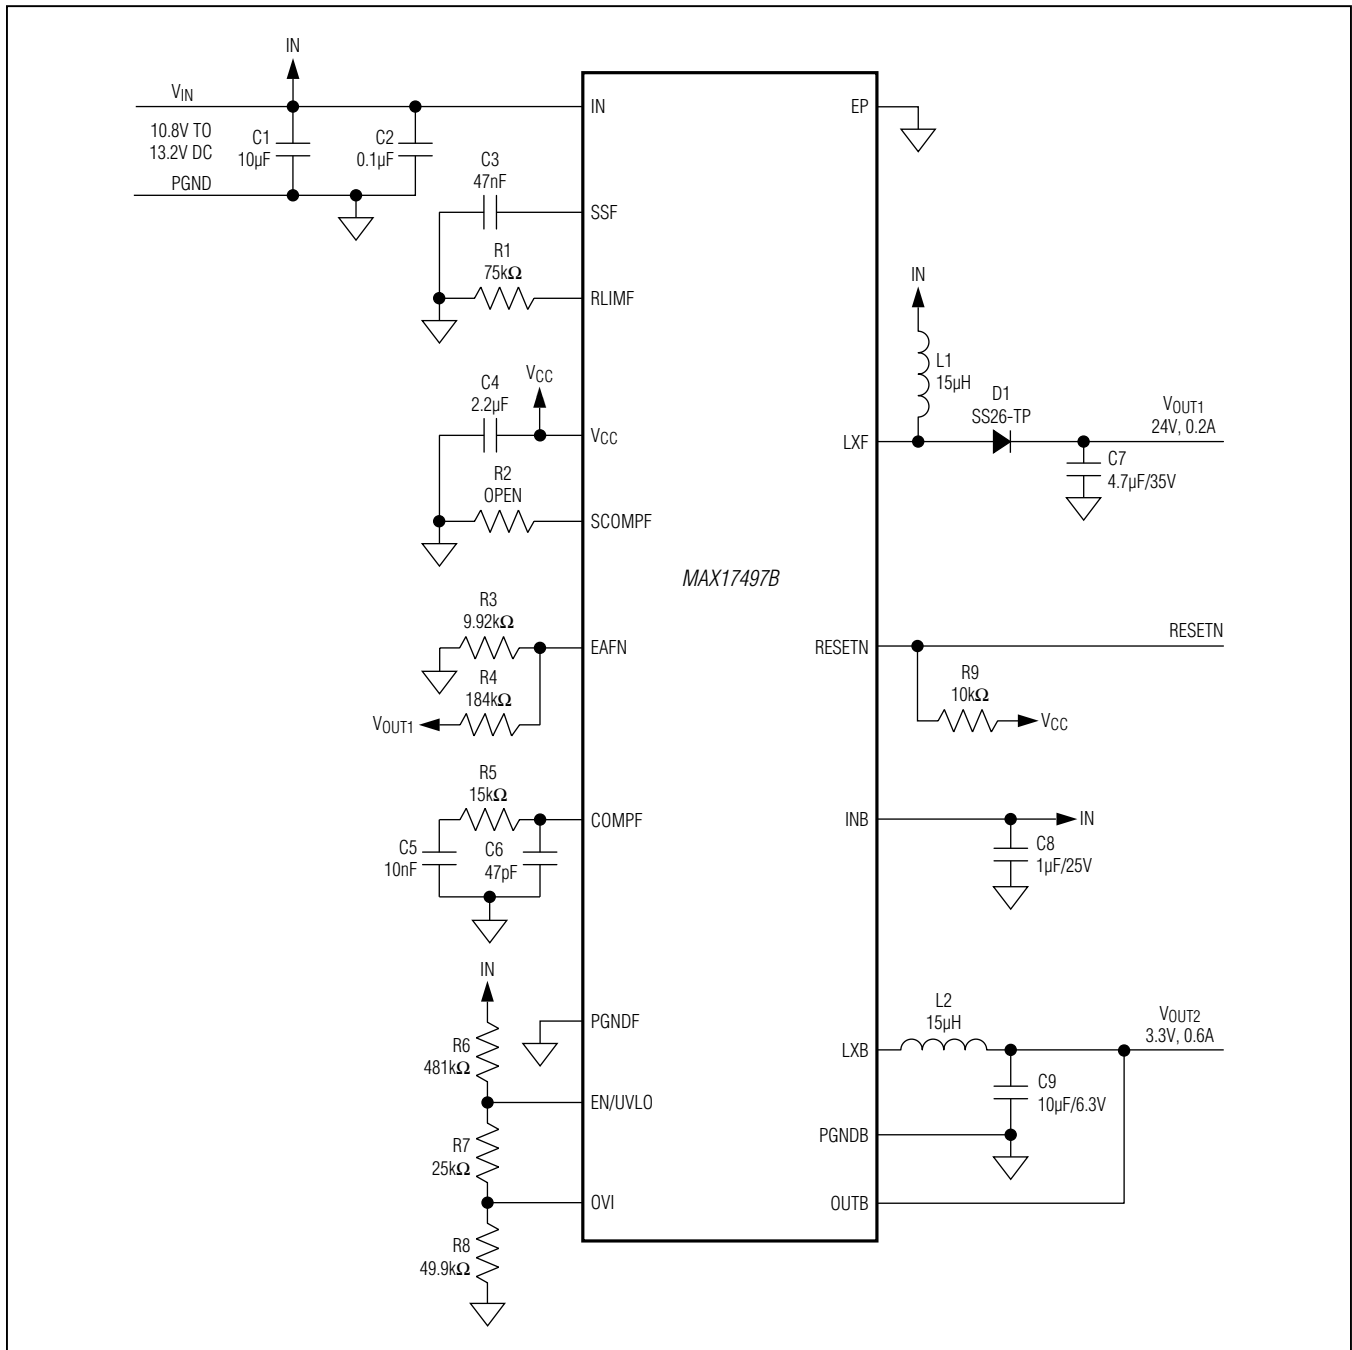 IN
VIN
10.8V TO
13.2V DC
PGND
C1
10µF
C2
0.1µF
IN
EP
C3
47nF
SSF
R1
75kΩ
RLIMF
IN
L1
15µH
D1
SS26-TP
VOUT1
24V, 0.2A
LXF
C7
4.7µF/35V
C4
2.2µF
VCC
VCC
R2
OPEN
SCOMPF
MAX17497B
R3
9.92kΩ
EAFN
R4
184kΩ
VOUT1
RESETN
RESETN
R9
10kΩ
VCC
R5
15kΩ
COMPF
C5
10nF
C6
47pF
INB
IN
C8
1µF/25V
IN
PGNDF
R6
481kΩ
EN/UVLO
R7
25kΩ
OVI
R8
49.9kΩ
L2
15µH
LXB
VOUT2
3.3V, 0.6A
C9
10µF/6.3V
PGNDB
OUTB